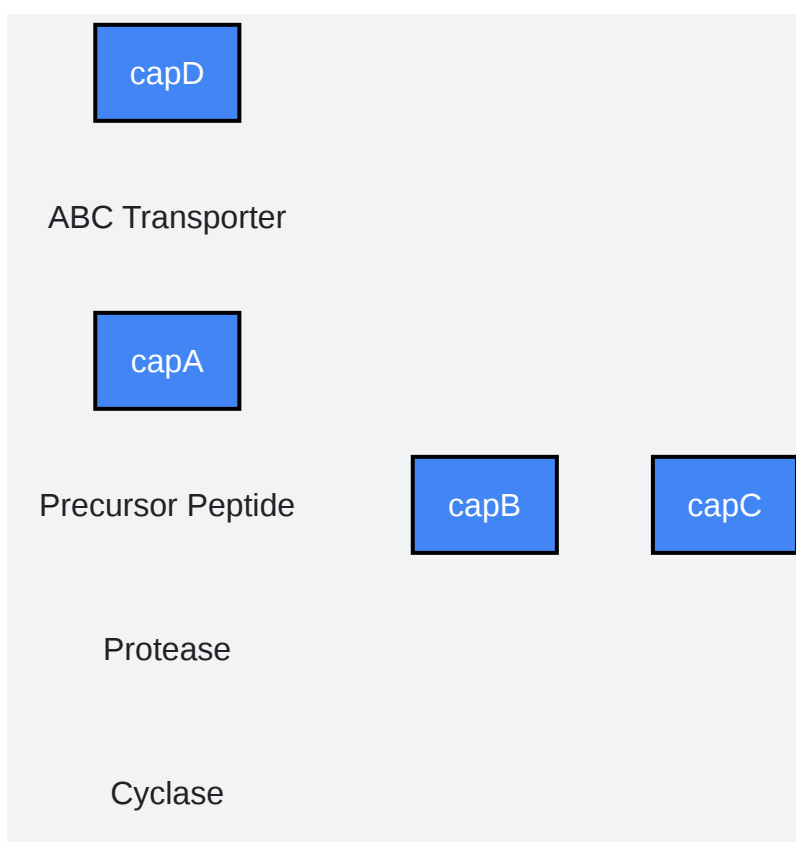 capD
ABC Transporter
capA
Precursor Peptide
capB
capC
Protease
Cyclase